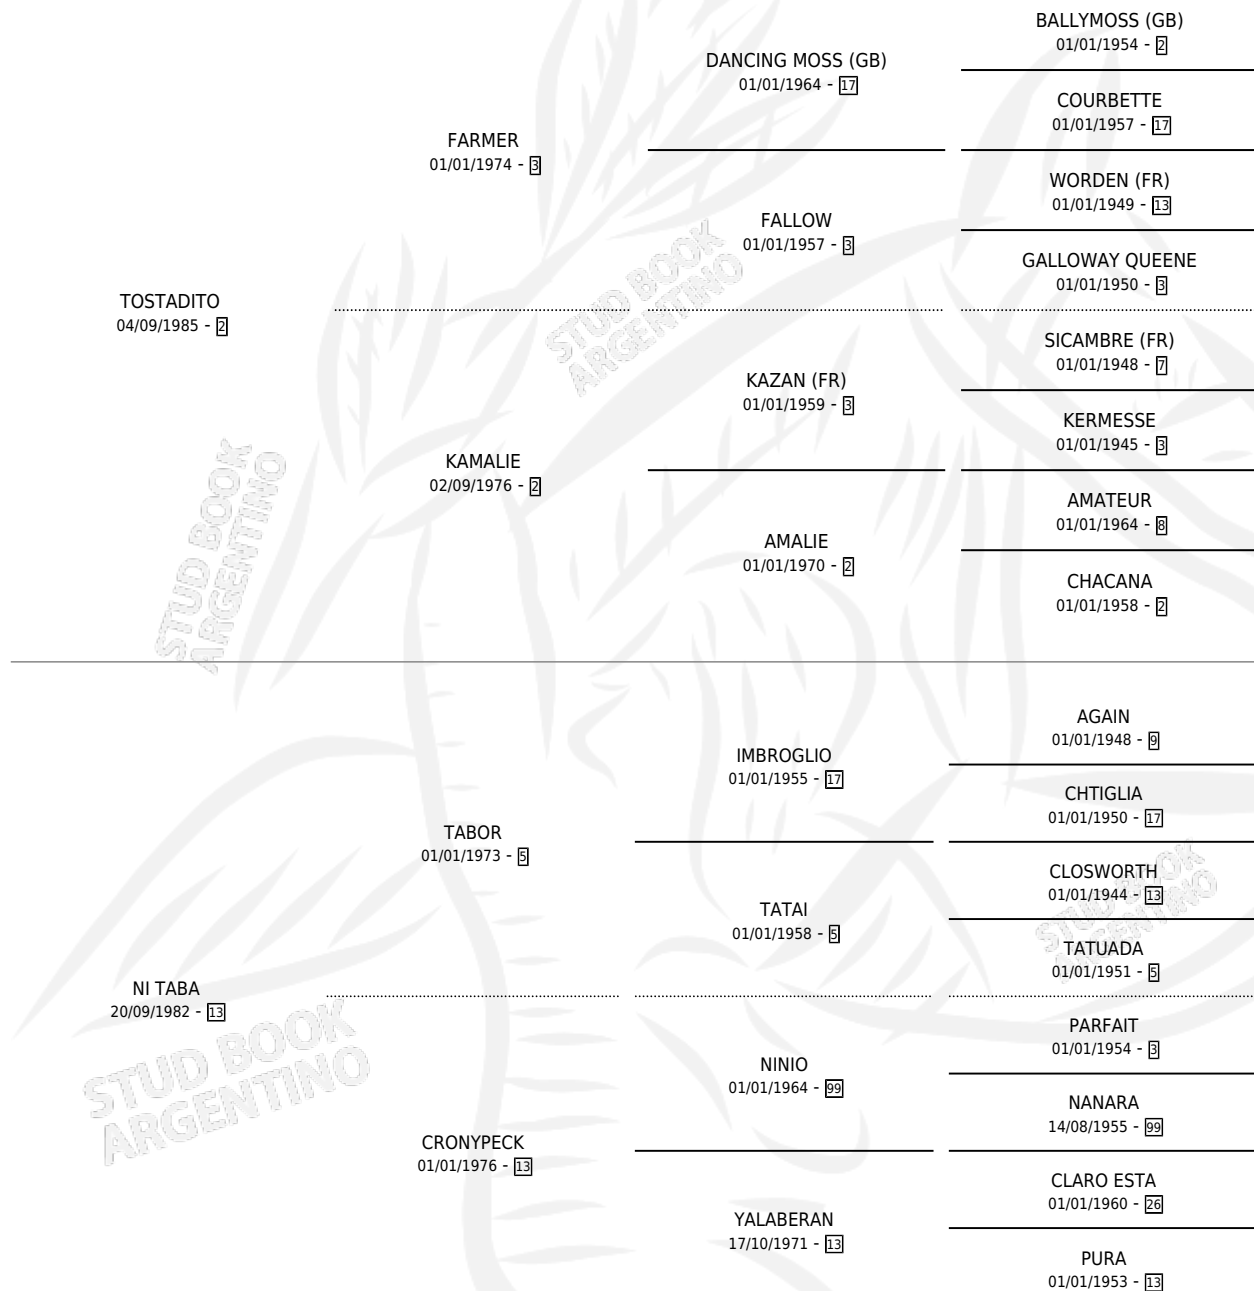 BALLYMOSS (GB)
01/01/1954 - 2
DANCING MOSS (GB)
01/01/1964 - 17
COURBETTE
01/01/1957 - 17
FARMER
01/01/1974 - 3
WORDEN (FR)
01/01/1949 - 13
FALLOW
01/01/1957 - 3
GALLOWAY QUEENE
01/01/1950 - 3
TOSTADITO
04/09/1985 - 2
SICAMBRE (FR)
01/01/1948 - 7
KAZAN (FR)
01/01/1959 - 3
KERMESSE
01/01/1945 - 3
KAMALIE
02/09/1976 - 2
AMATEUR
01/01/1964 - 8
AMALIE
01/01/1970 - 2
CHACANA
01/01/1958 - 2
STUD BOOK
ARGENTINO
STUD BOOK
ARGENTINO
AGAIN
01/01/1948 - 9
IMBROGLIO
01/01/1955 - 17
CHTIGLIA
01/01/1950 - 17
TABOR
01/01/1973 - 5
CLOSWORTH
01/01/1944 - 13
TATAI
01/01/1958 - 5
TATUADA
01/01/1951 - 5
STUD BOOK
ARGENTINO
NI TABA
20/09/1982 - 13
PARFAIT
01/01/1954 - 3
NINIO
01/01/1964 - 99
NANARA
14/08/1955 - 99
CRONYPECK
01/01/1976 - 13
CLARO ESTA
01/01/1960 - 26
YALABERAN
17/10/1971 - 13
PURA
01/01/1953 - 13
STUD BOOK
ARGENTINO